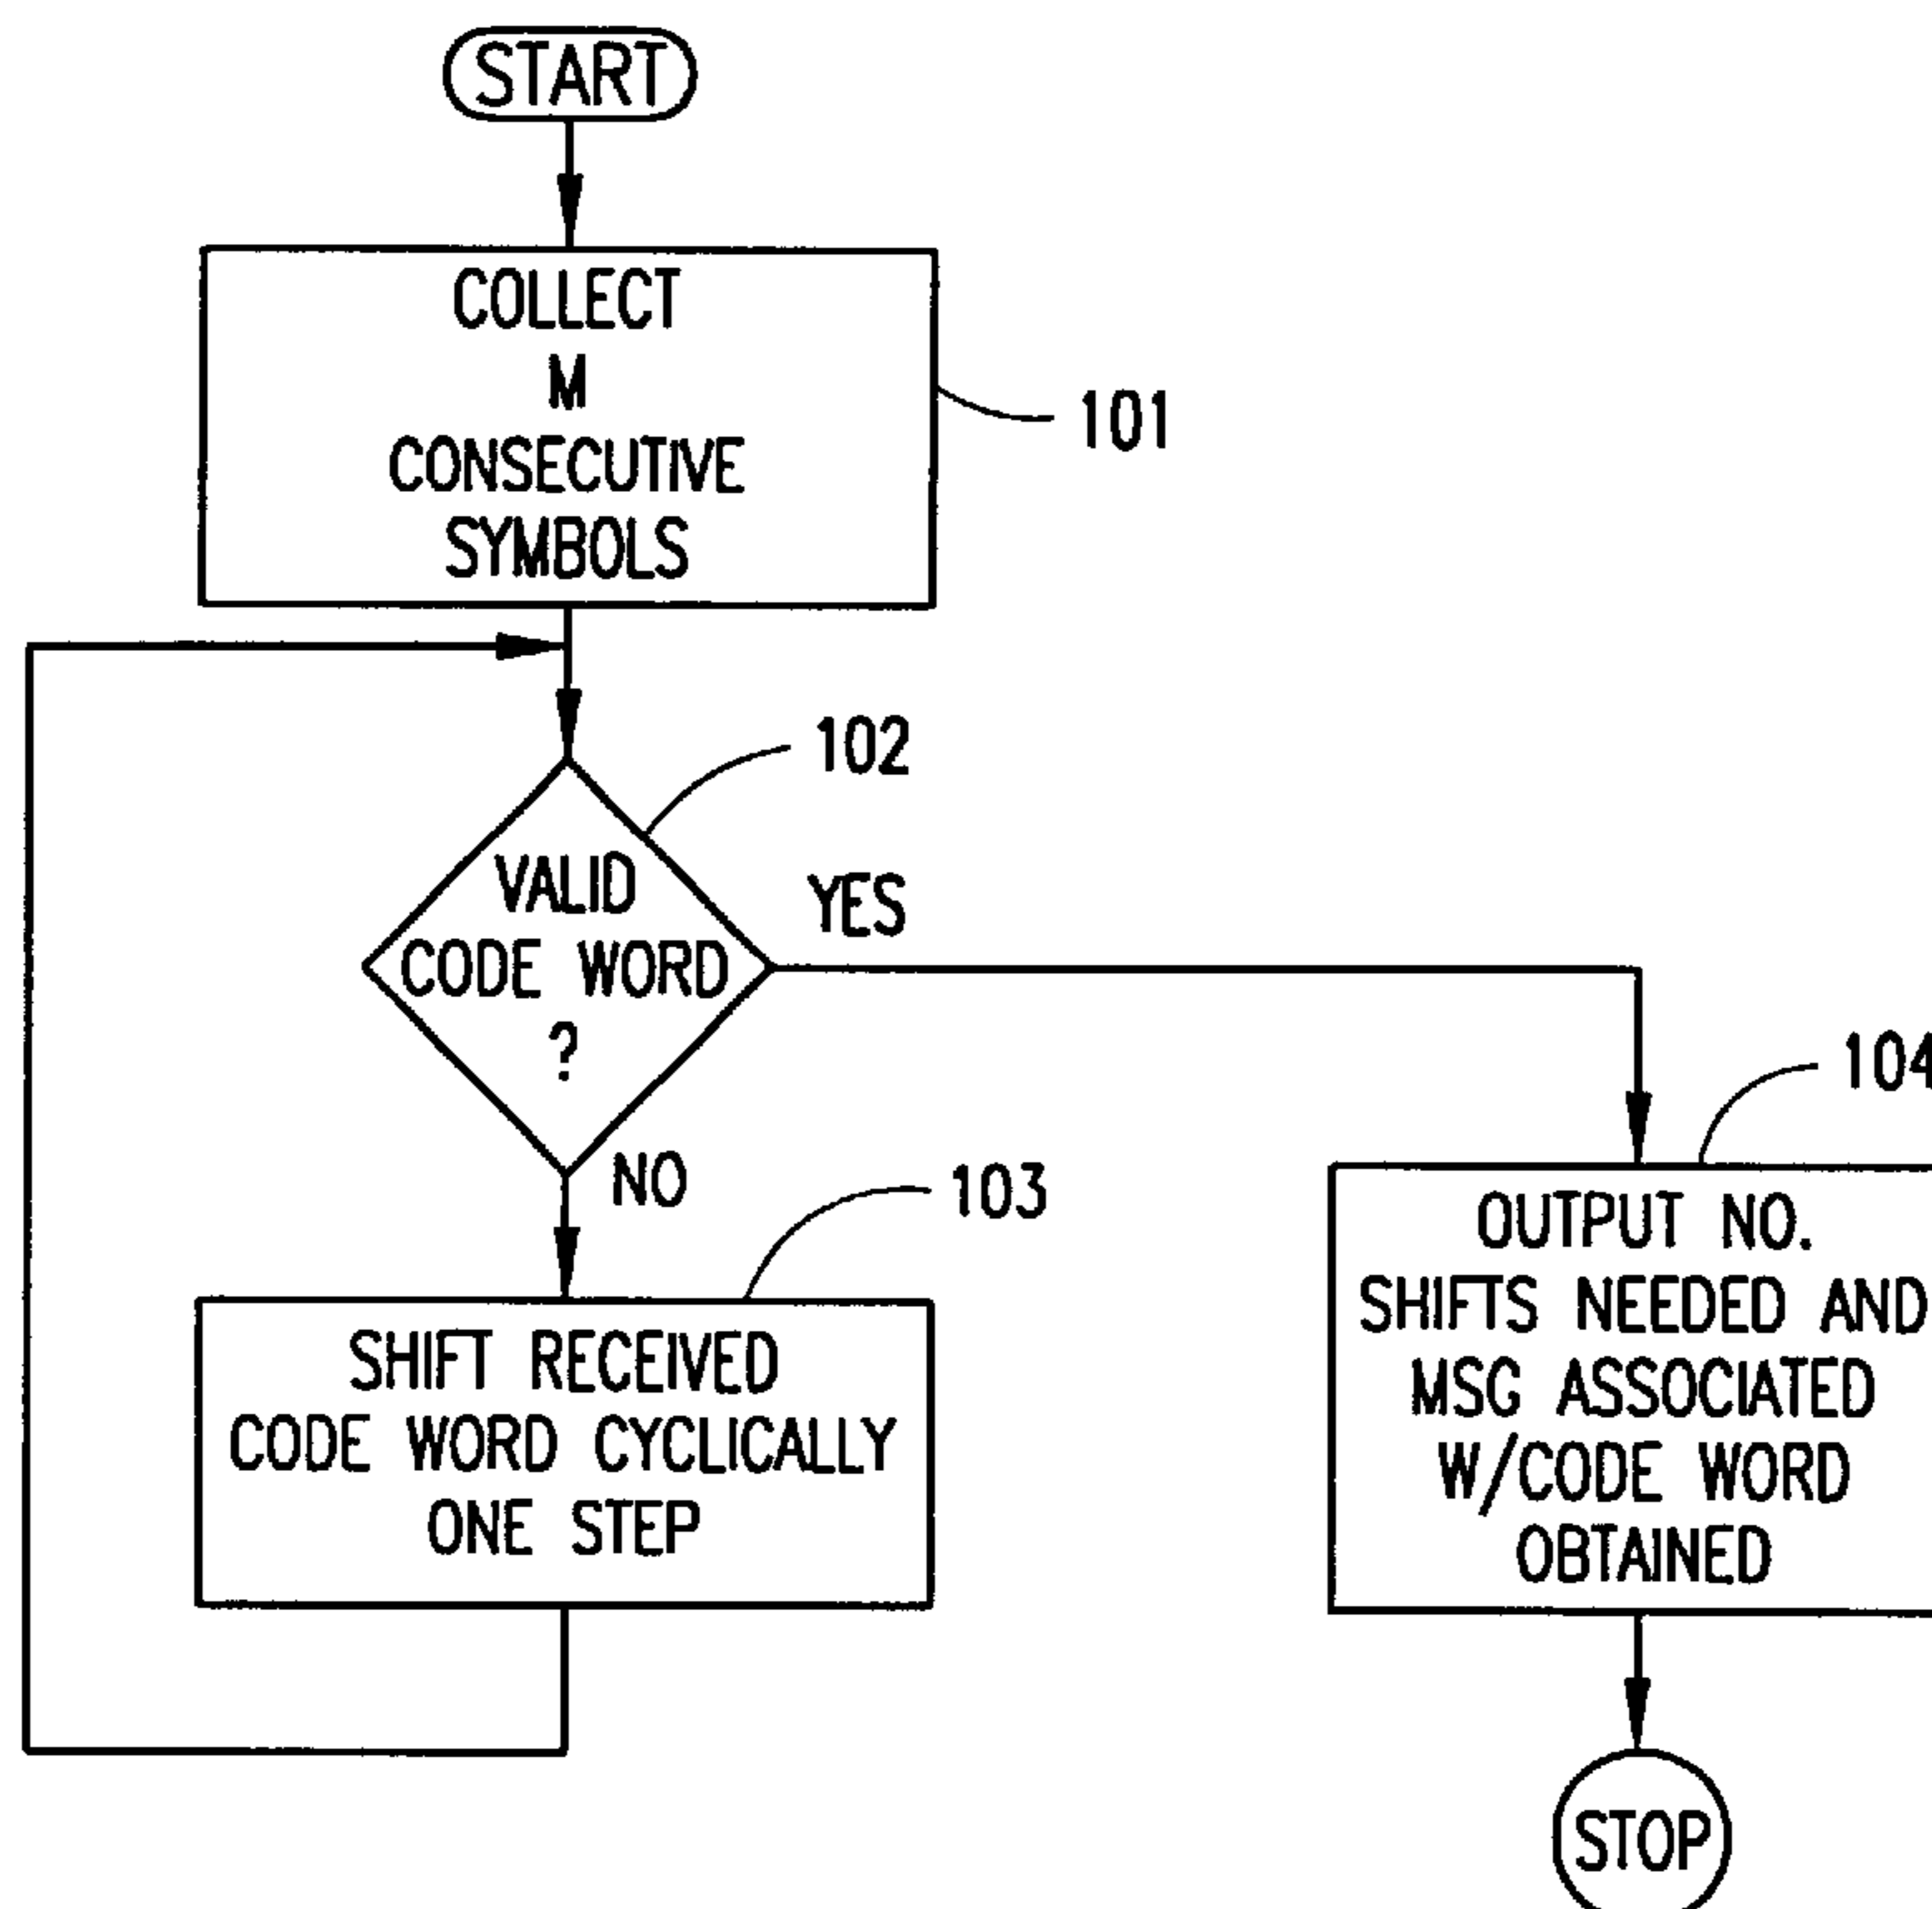 START
COLLECT
M
CONSECUTIVE
SYMBOLS
101
102
VALID
CODE WORD
?
YES
NO
103
SHIFT RECEIVED
CODE WORD CYCLICALLY
ONE STEP
104
OUTPUT NO.
SHIFTS NEEDED AND
MSG ASSOCIATED
W/CODE WORD
OBTAINED
STOP